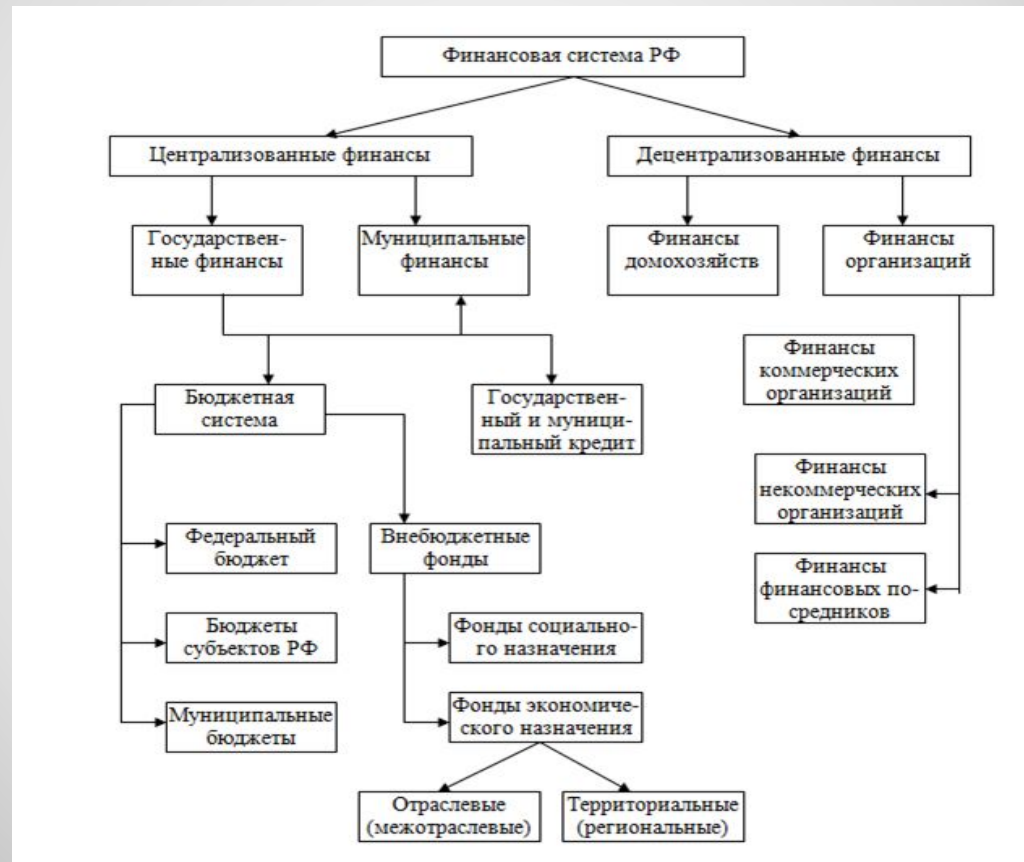 Финансовая система РФ
Централизованные финансы
Децентрализованные финансы
Государствен-
ные финансы
Муниципальные
финансы
Финансы
домохозяйств
Финансы
организаций
Финансы
коммерческих
организаций
Бюджетная
система
Государствен-
ный и муници-
пальный кредит
Финансы
некоммерческих
организаций
Федеральный
бюджет
Внебюджетные
фонды
Финансы
финансовых по-
средников
Бюджеты
субъектов РФ
Фонды социально-
го назначения
Муниципальные
бюджеты
Фонды экономиче-
ского назначения
Отраслевые
(межотраслевые)
Территориальные
(региональные)